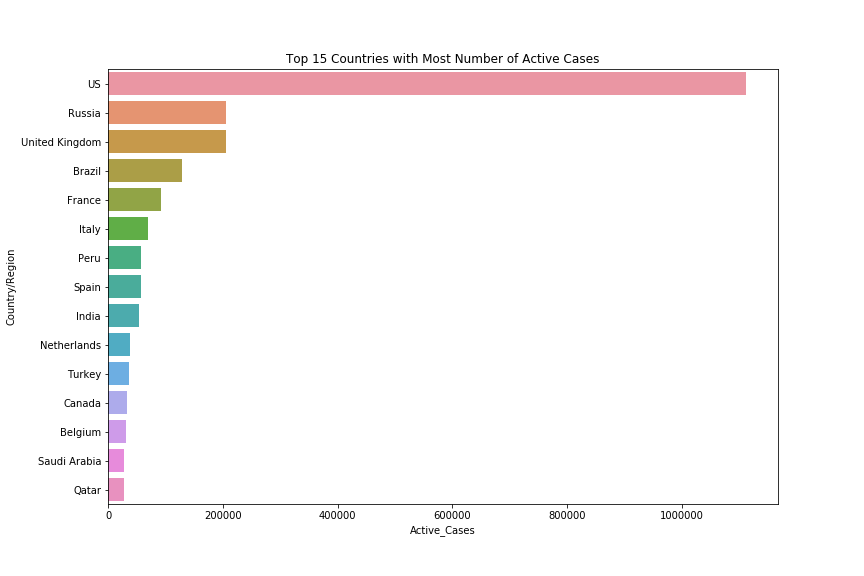 Top 15 Countries with Most Number of Active Cases
Country/Region
US
Russia
United Kingdom
Brazil
France
Italy
Peru
Spain
India
Netherlands
Turkey
Canada
Belgium
Saudi Arabia
Qatar
0 200000 400000 600000 800000 1000000
Active_Cases